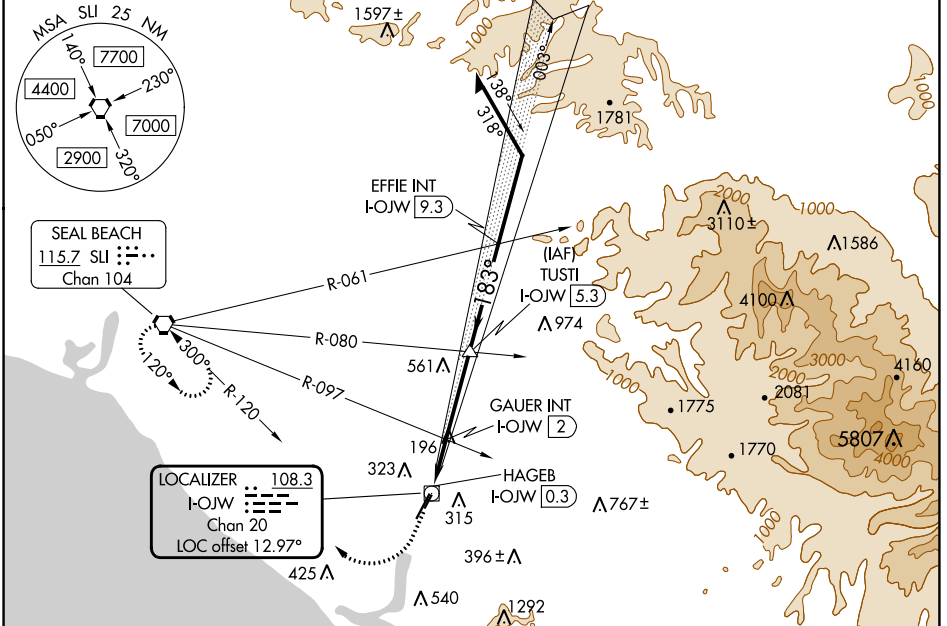 MSA SLI 25 NM
140°
7700
4400
230°
050°
7000
2900
320°
1597±
1000
003°
138°
318°
1781
EFFIE INT
I-OJW 9.3
2000
1000
3110±
1586
SEAL BEACH
115.7 SLI
Chan 104
(IAF)
TUSTI
I-OJW 5.3
R-061
183°
4100
974
R-080
300°
120°
561
3000
4160
2000
1000
R-097
R-120
2081
1775
GAUER INT
I-OJW 2
5807
196
1770
4000
323
HAGEB
I-OJW 0.3
LOCALIZER 108.3
I-OJW
Chan 20
LOC offset 12.97°
315
767±
1000
396±
425
540
1292